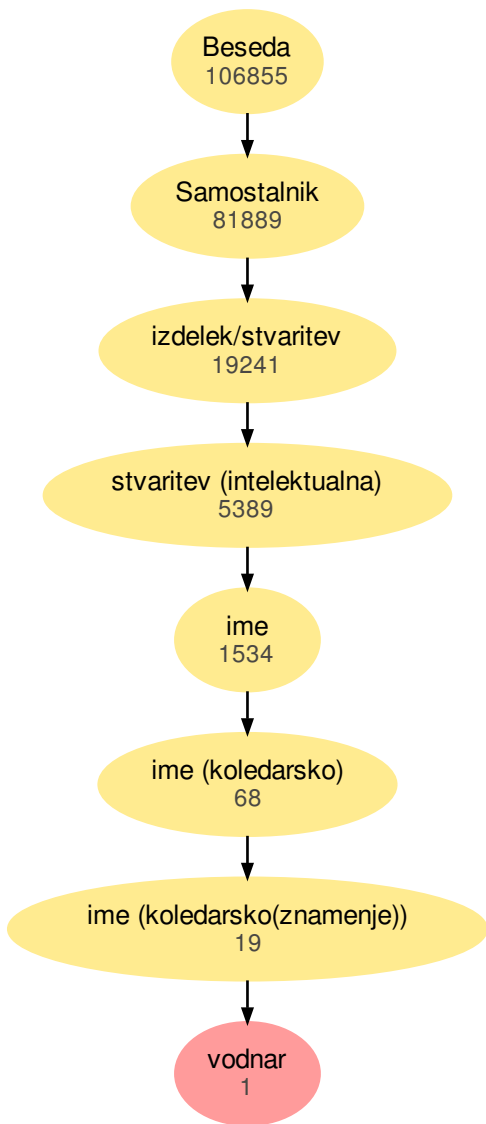 Beseda
106855
Samostalnik
81889
izdelek/stvaritev
19241
stvaritev (intelektualna)
5389
ime
1534
ime (koledarsko)
68
ime (koledarsko(znamenje))
19
vodnar
1